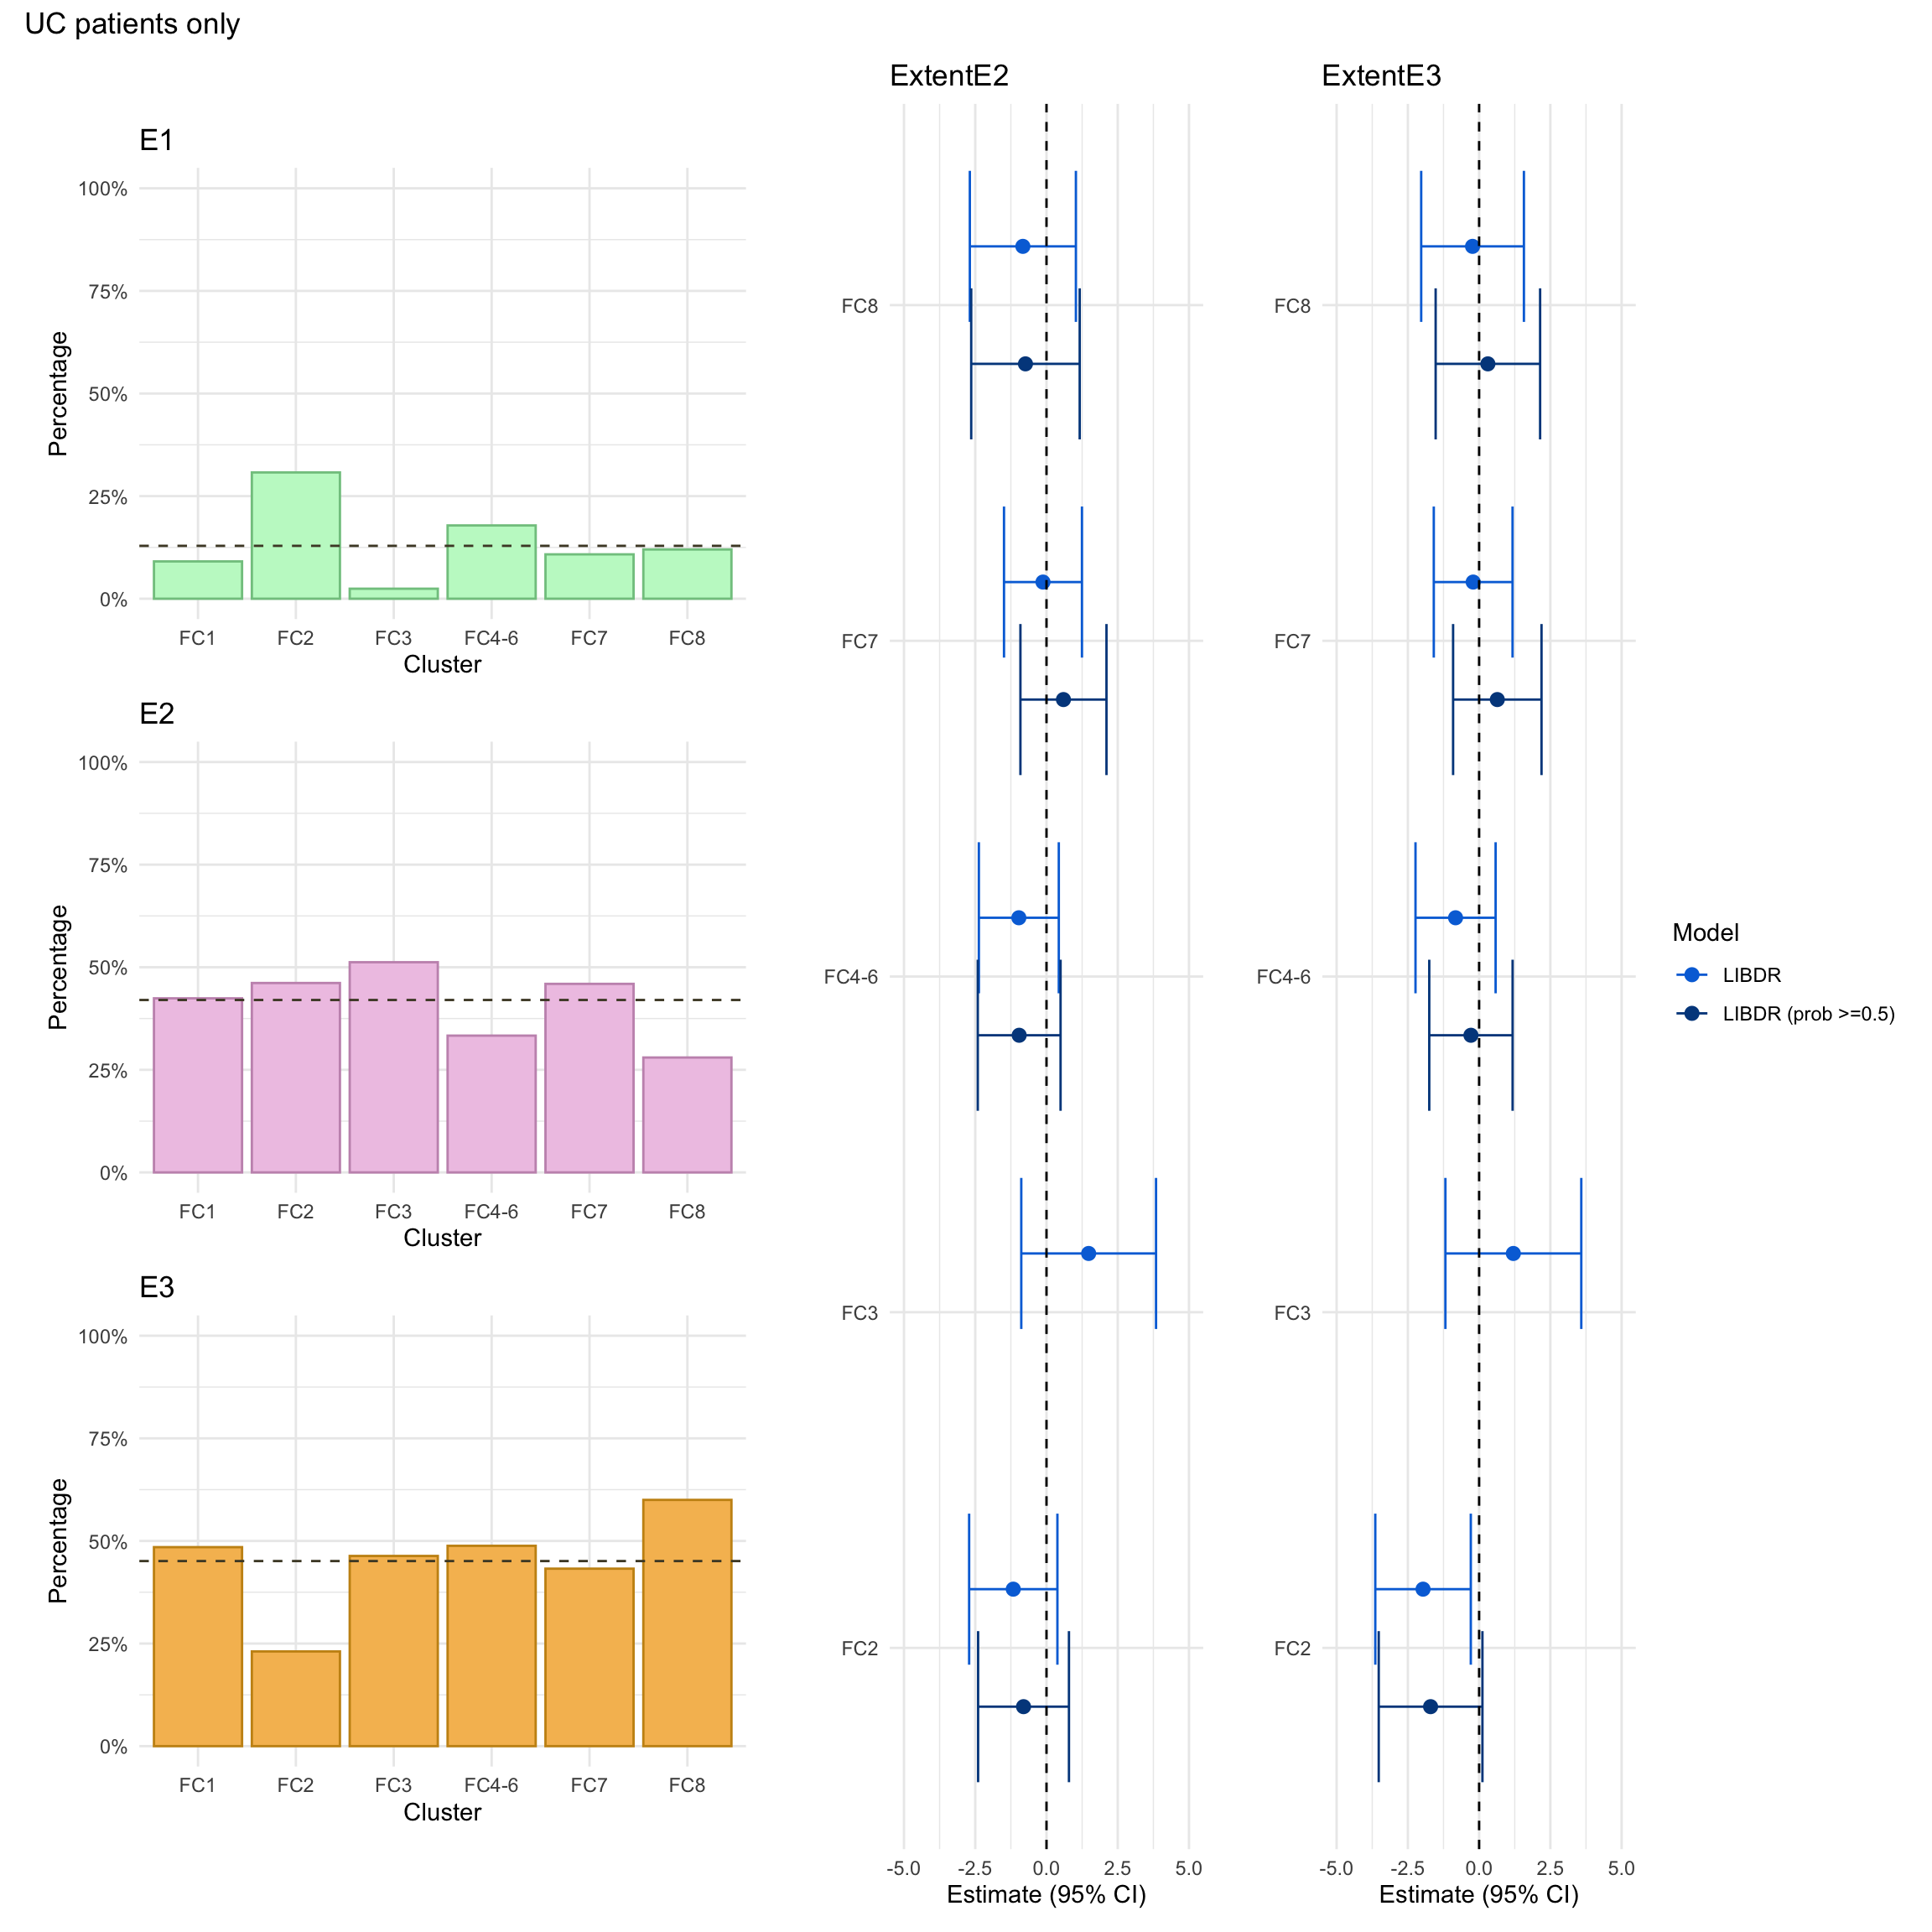 UC patients only
E1
100%
75%
50%
25%
0%
Percentage
FC1 FC2 FC3 FC4-6 FC7 FC8
Cluster
E2
100%
75%
50%
25%
0%
Percentage
FC1 FC2 FC3 FC4-6 FC7 FC8
Cluster
E3
100%
75%
50%
25%
0%
Percentage
FC1 FC2 FC3 FC4-6 FC7 FC8
Cluster
ExtentE2
FC8
FC7
FC4-6
FC3
FC2
-5.0 -2.5 0.0 2.5 5.0
Estimate (95% CI)
ExtentE3
FC8
FC7
FC4-6
FC3
FC2
-5.0 -2.5 0.0 2.5 5.0
Estimate (95% CI)
Model
LIBDR
LIBDR (prob >=0.5)